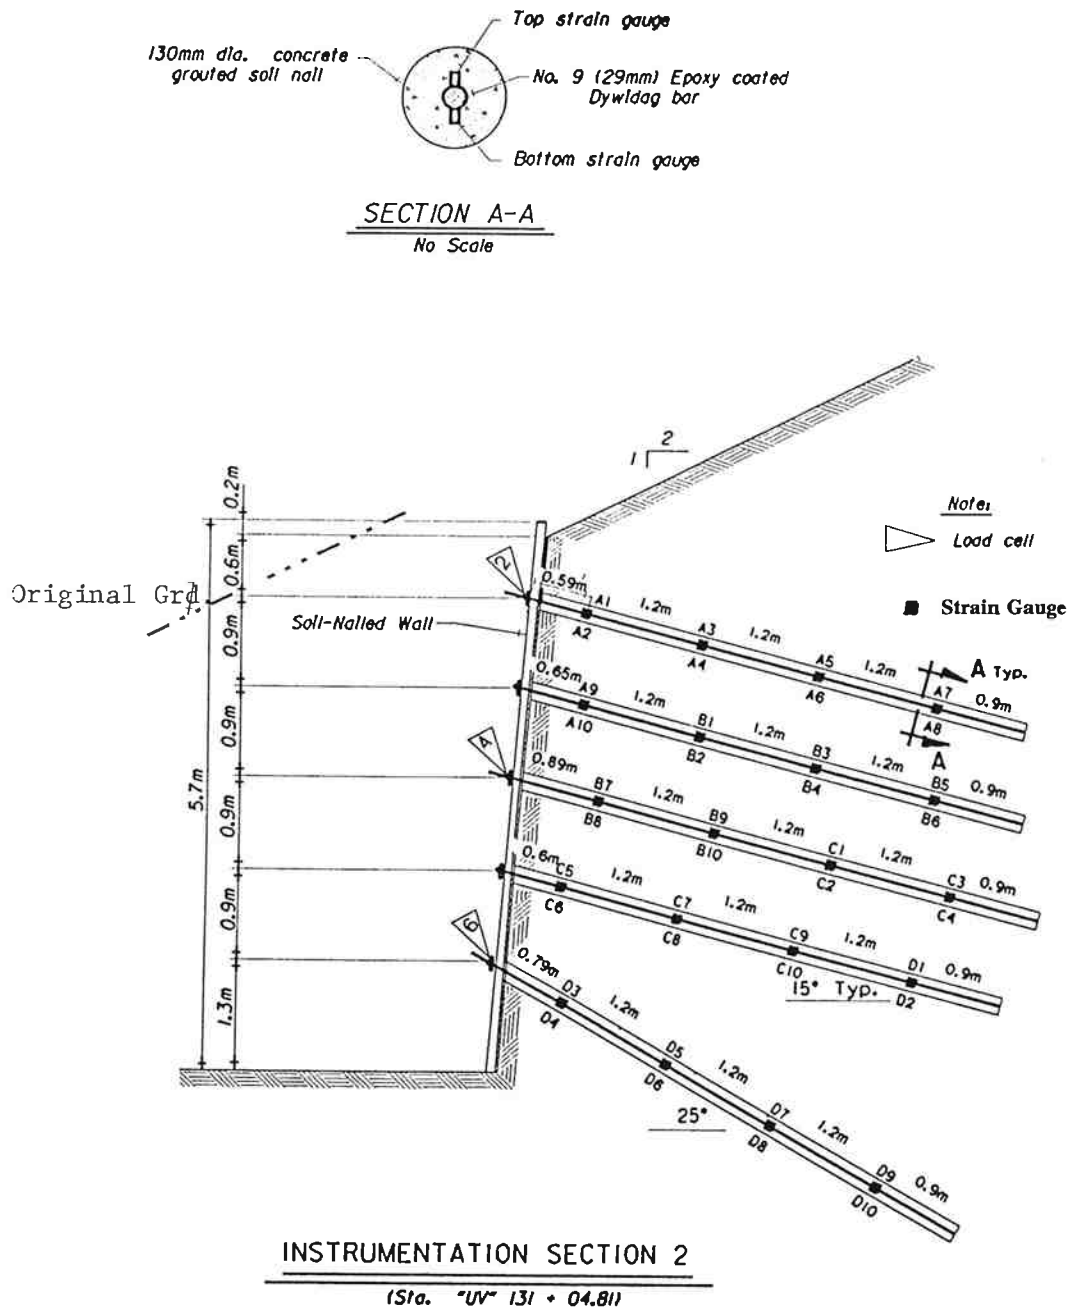 Top strain gauge
130mm dia. concrete
grouted soil nail
No. 9 (29mm) Epoxy coated
Dywidag bar
Bottom strain gauge
SECTION A-A
No Scale
2
1
0.2m
Note:
Load cell
2
0.6m
0.59m
Original Grd
A1
1.2m
Strain Gauge
A2
A3
1.2m
Soil-Nalled Wall
0.9m
A4
A5
1.2m
A Typ.
0.65m
A6
A7
0.9m
A9
1.2m
A8
A10
B1
1.2m
A
4
0.9m
B2
B3
1.2m
0.89m
B4
B5
0.9m
5.7m
B7
1.2m
B6
B8
B9
1.2m
0.9m
B10
C1
1.2m
0.6m
C2
C3
0.9m
C5
1.2m
C4
C6
C7
1.2m
0.9m
6
C8
C9
1.2m
C10
D1
0.9m
0.79m
15° Typ.
D2
D3
1.2m
1.3m
D4
D5
1.2m
D6
25°
D7
1.2m
D8
D9
0.9m
D10
INSTRUMENTATION SECTION 2
(Sta. "UV" 131 + 04.81)